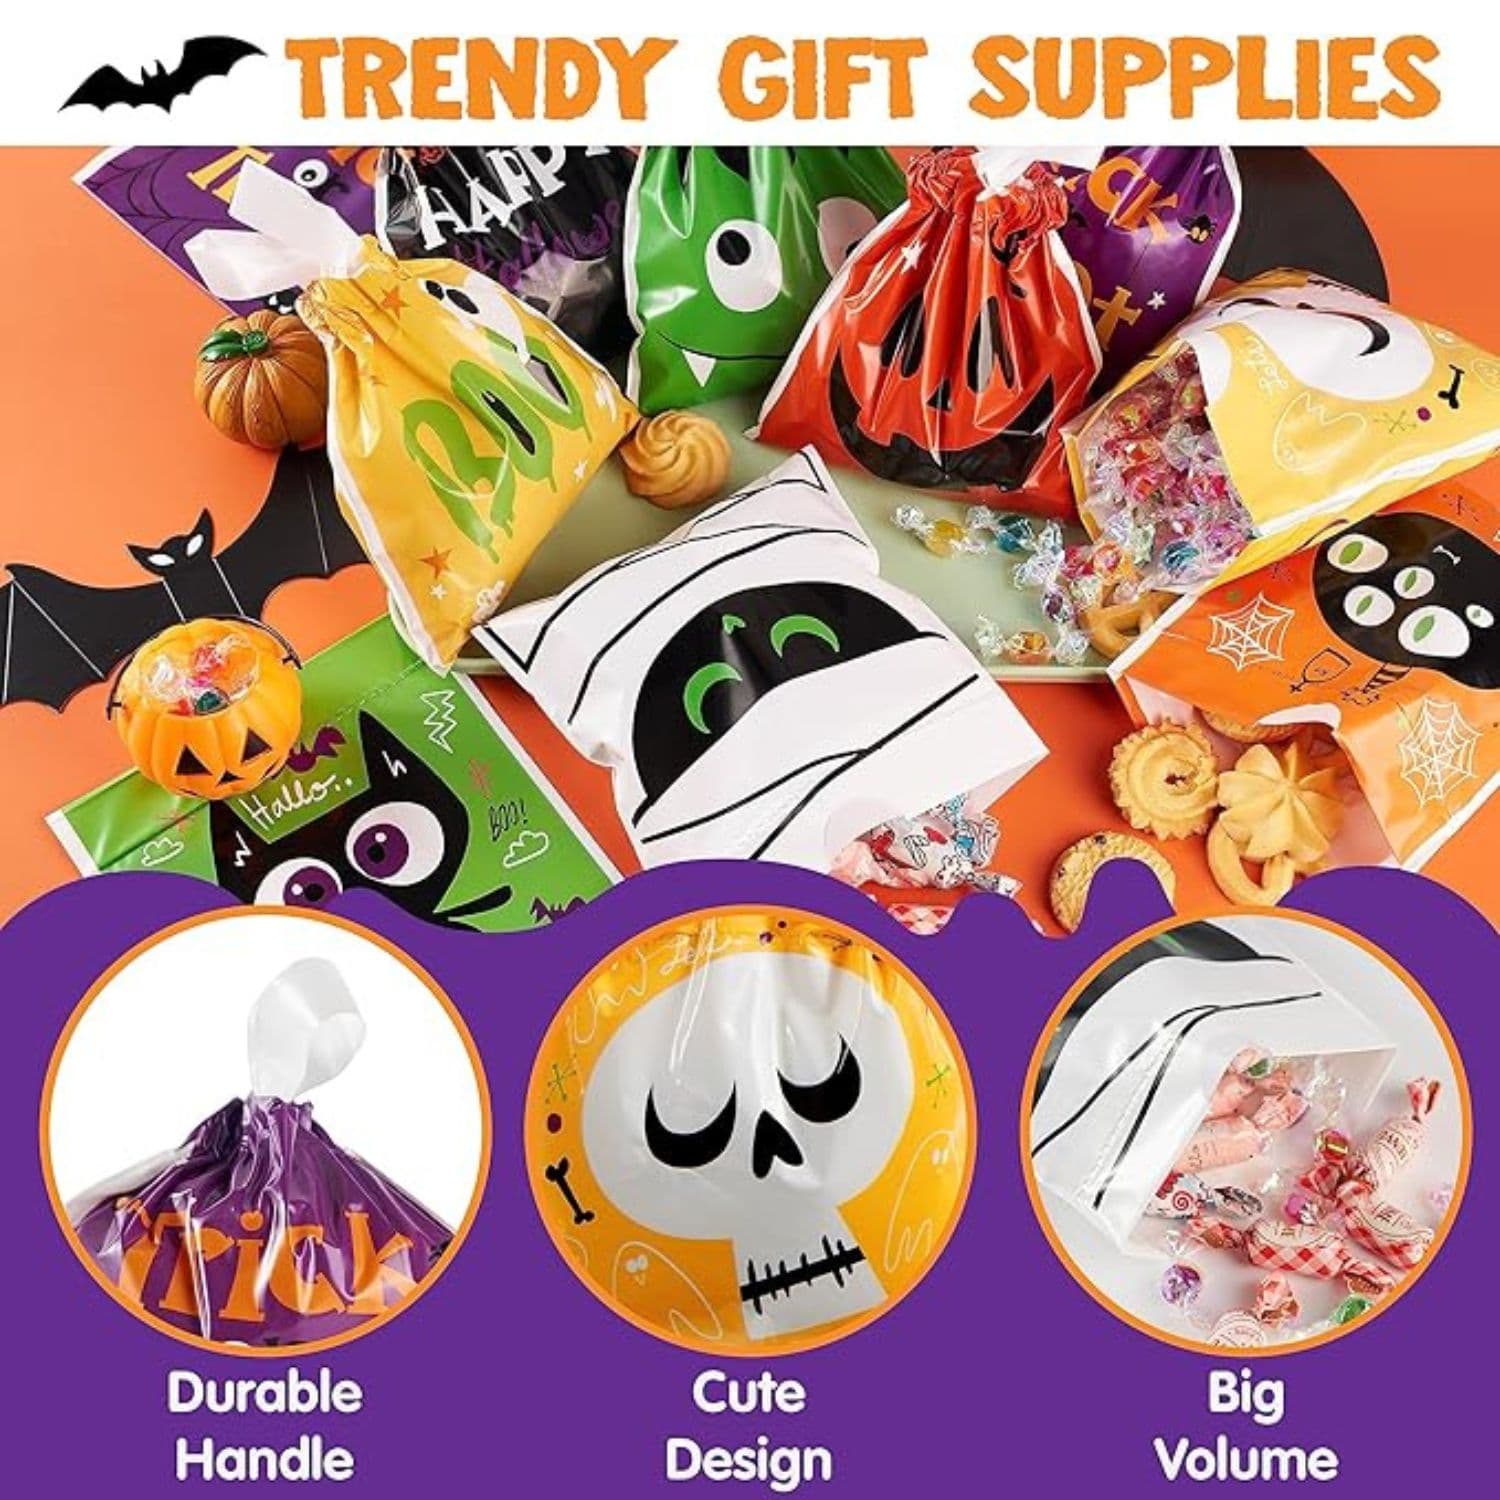 TRENDY GIFT SUPPLIES
HAPPY
BOO
Hallo..
BOO!
Trick
Durable
Handle
Cute
Design
Big
Volume